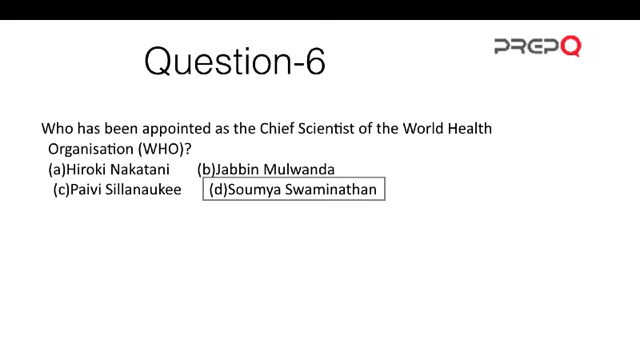 PREPQ
Question-6
Who has been appointed as the Chief Scientist of the World Health
Organisation (WHO)?
(a)Hiroki Nakatani (b)Jabbin Mulwanda
(c)Paivi Sillanaukee (d)Soumya Swaminathan